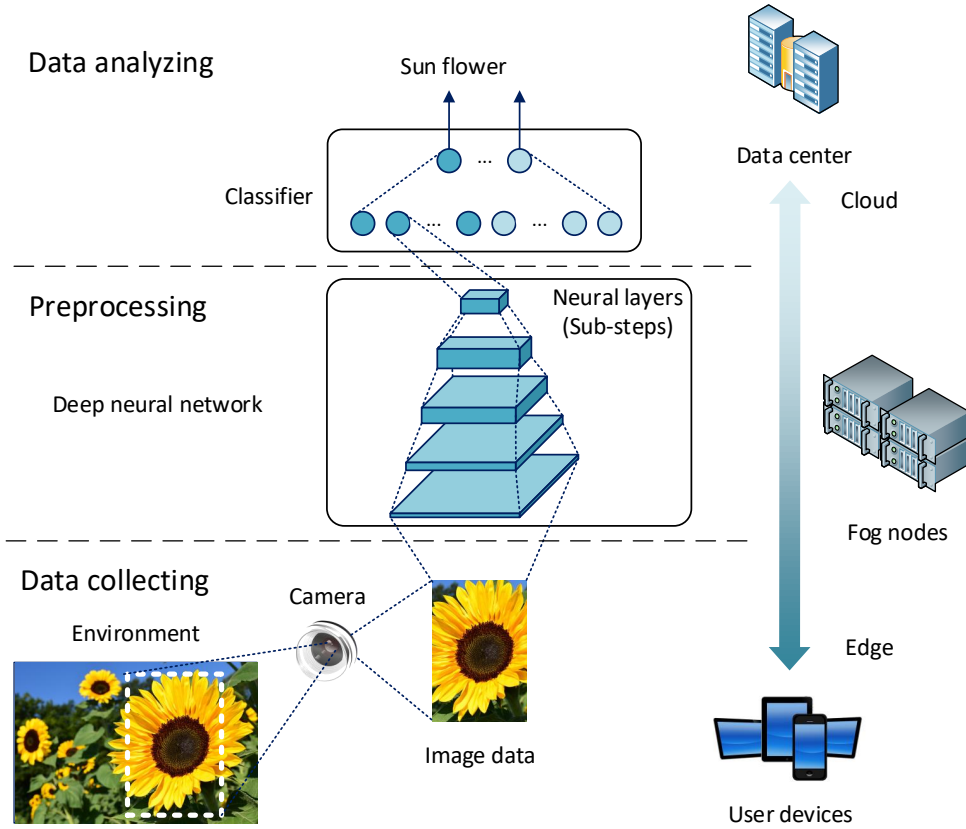 Data analyzing
Sun flower
Classifier
...
... ...
Data center
Cloud
Preprocessing
Neural layers
(Sub-steps)
Deep neural network
Fog nodes
Data collecting
Camera
Environment
Edge
Image data
User devices